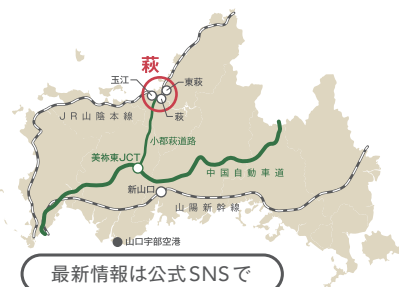 萩
玉江
東萩
萩
JR山陰本線
小郡萩道路
美祢東JCT
中国自動車道
新山口
山陽新幹線
山口宇部空港
最新情報は公式SNSで